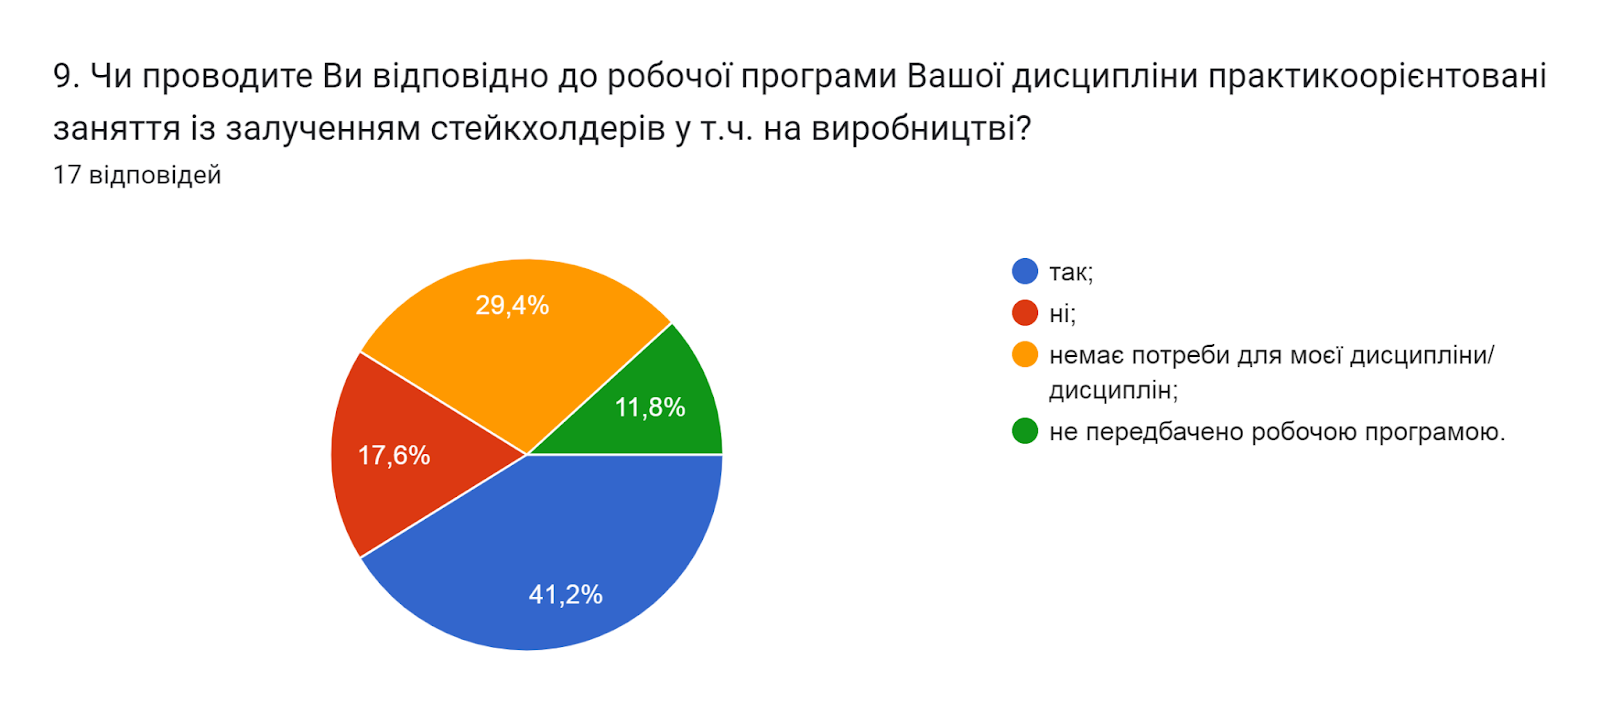 9. Чи проводите Ви відповідно до робочої програми Вашої дисципліни практикоорієнтовані
заняття із залученням стейкхолдерів у т.ч. на виробництві?
17 відповідей
29,4%
11,8%
17,6%
41,2%
так;
ні;
немає потреби для моєї дисципліни/
дисциплін;
не передбачено робочою програмою.